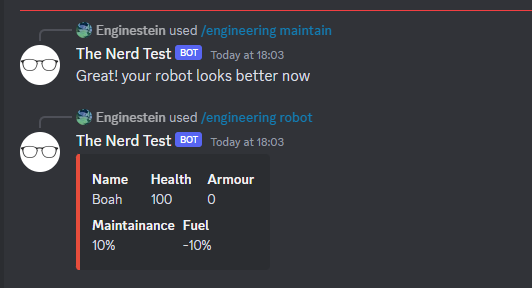 Enginestein used /engineering maintain
The Nerd Test BOT Today at 18:03
Great! your robot looks better now
Enginestein used /engineering robot
The Nerd Test BOT Today at 18:03
Name Health Armour
Boah 100 0
Maintainance Fuel
10% -10%